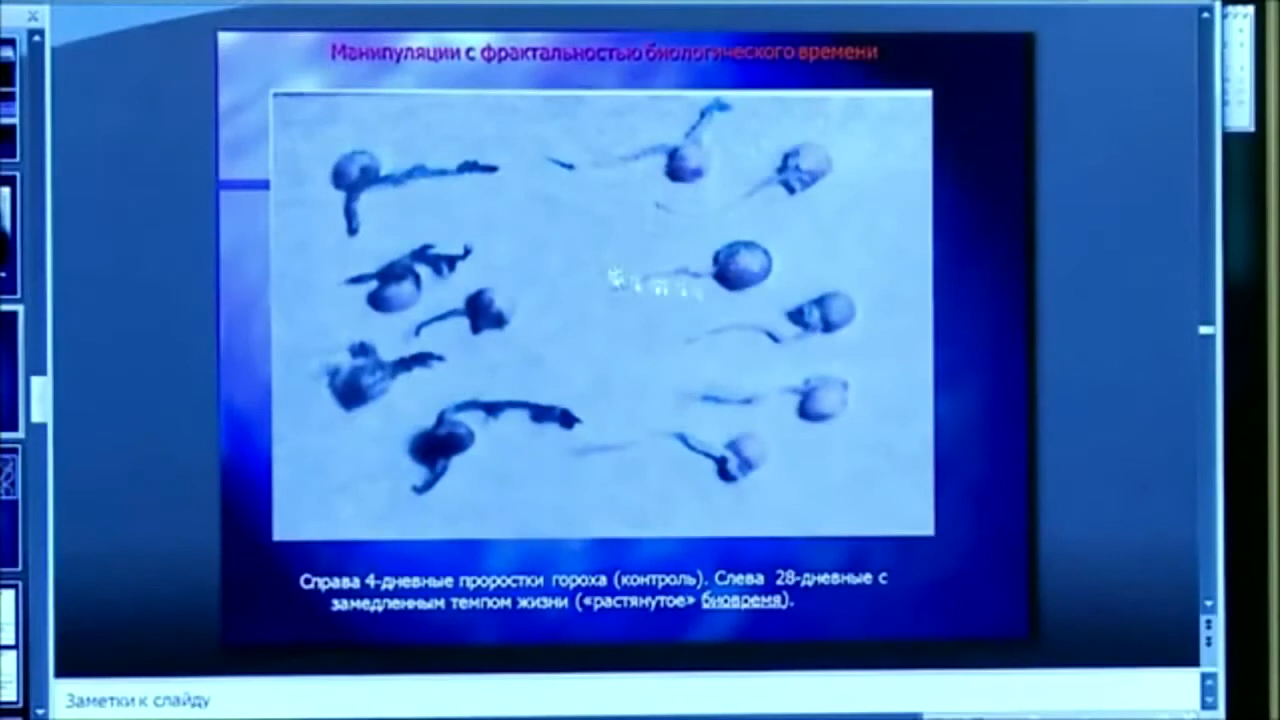 Манипуляции с фрактальностью биологического времени
Справа 4-дневные проростки гороха (контроль). Слева 28-дневные с
замедленным темпом жизни («растянутое» биовремя).
Заметки к слайду